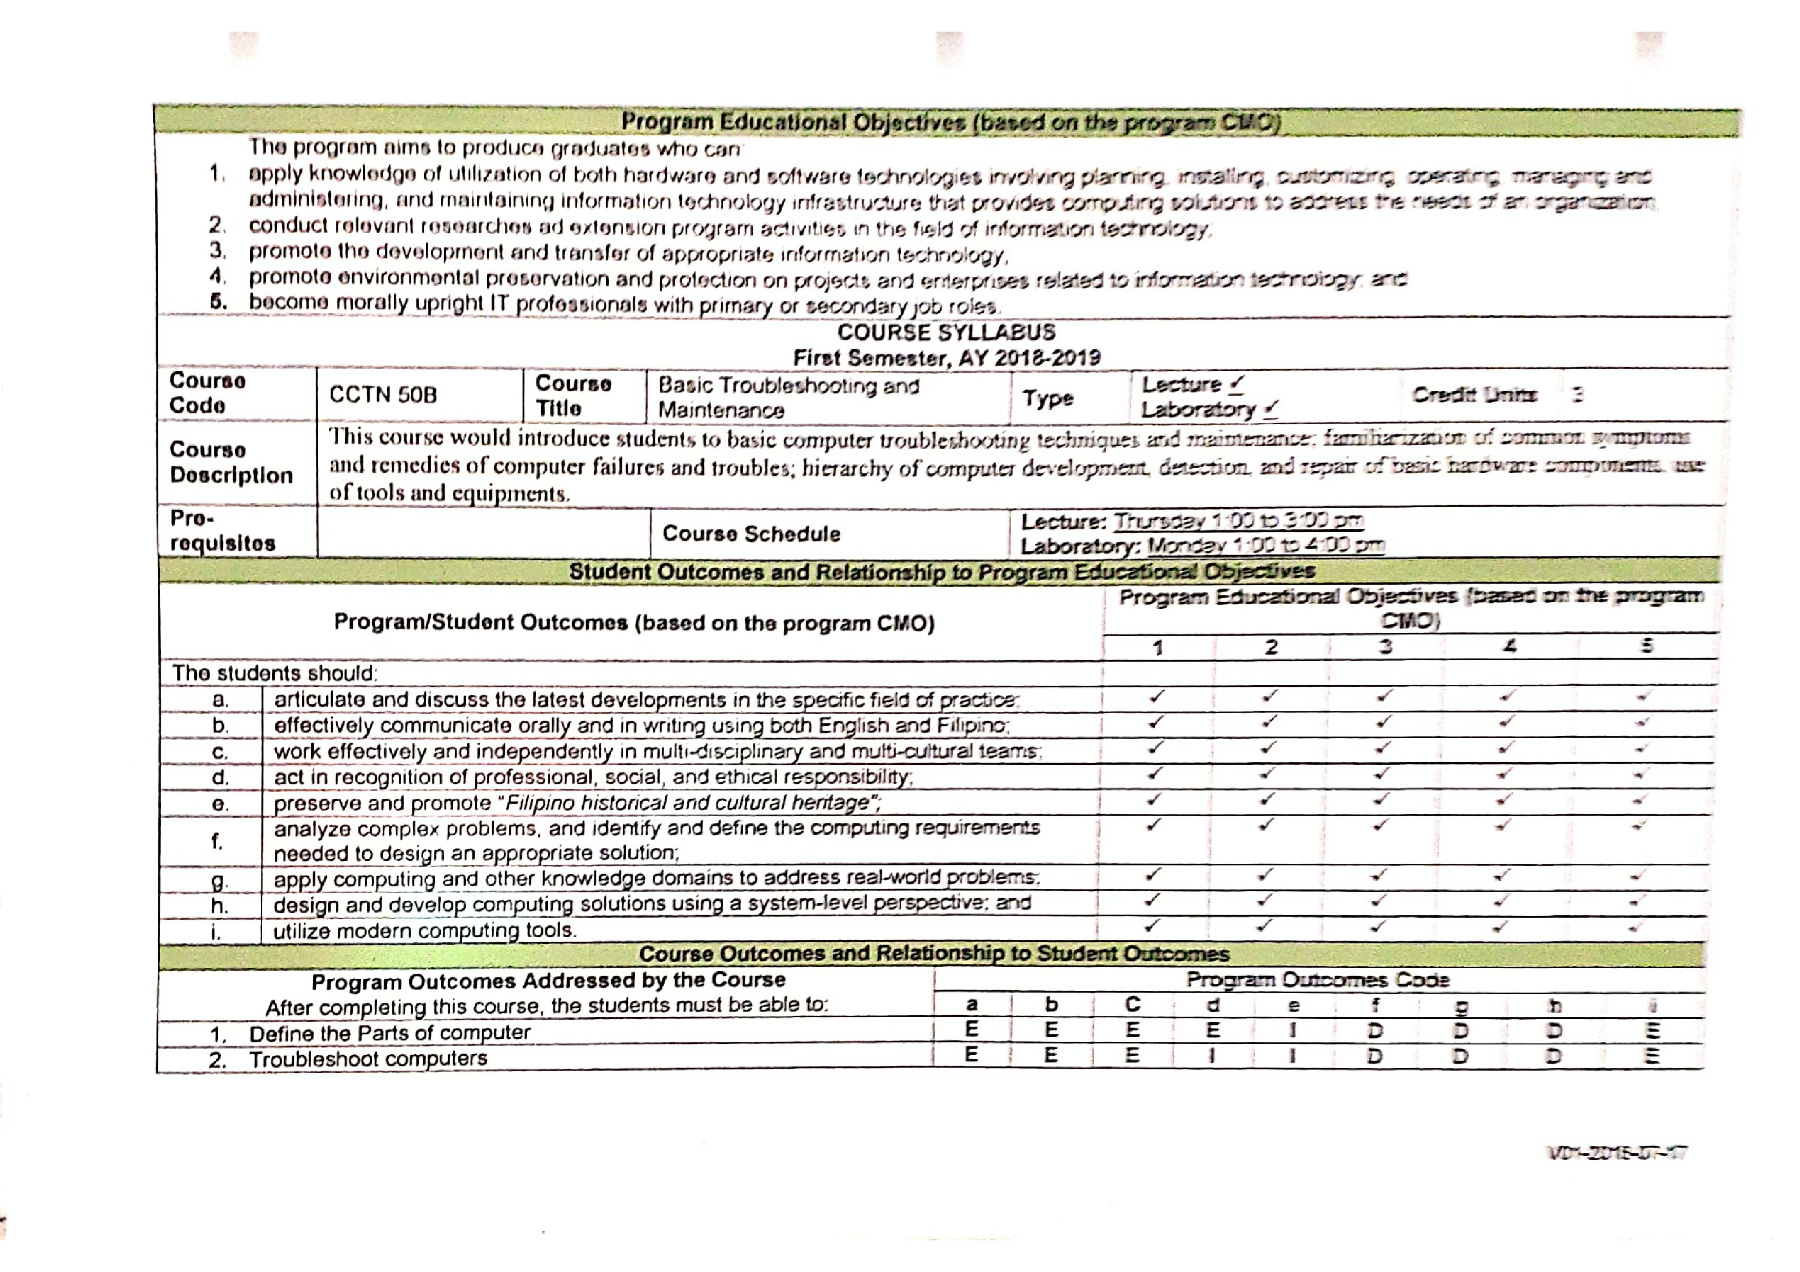 Program Educational Objectives (based on the program CMO)
The program aims to produce graduates who can
1. apply knowledge of utilization of both hardware and software technologies involving planning, installing, customizing, operating, managing and
administering, and maintaining information technology infrastructure that provides computing solutions to address the needs of an organization,
2. conduct relevant researches ad extension program activities in the field of information technology;
3. promote the development and transfer of appropriate information technology,
4. promote environmental preservation and protection on projects and enterprises related to information technology, and
5. become morally upright IT professionals with primary or secondary job roles.
COURSE SYLLABUS
First Semester, AY 2018-2019
Course Code CCTN 50B Course Title Basic Troubleshooting and Maintenance Type Lecture ✓ Laboratory ✓ Credit Units 3
Course Description This course would introduce students to basic computer troubleshooting techniques and maintenance; familiarization of common symptoms
and remedies of computer failures and troubles; hierarchy of computer development, detection, and repair of basic hardware components, use
of tools and equipments.
Pre-requisites Course Schedule Lecture: Thursday 1:00 to 3:00 pm
Laboratory: Monday 1:00 to 4:00 pm
Student Outcomes and Relationship to Program Educational Objectives
Program/Student Outcomes (based on the program CMO) Program Educational Objectives (based on the program CMO)
1 2 3 4 5
The students should:
a. articulate and discuss the latest developments in the specific field of practice; ✓ ✓ ✓ ✓ ✓
b. effectively communicate orally and in writing using both English and Filipino; ✓ ✓ ✓ ✓ ✓
c. work effectively and independently in multi-disciplinary and multi-cultural teams; ✓ ✓ ✓ ✓ ✓
d. act in recognition of professional, social, and ethical responsibility; ✓ ✓ ✓ ✓ ✓
e. preserve and promote "Filipino historical and cultural heritage"; ✓ ✓ ✓ ✓ ✓
f. analyze complex problems, and identify and define the computing requirements ✓ ✓ ✓ ✓ ✓
needed to design an appropriate solution;
g. apply computing and other knowledge domains to address real-world problems; ✓ ✓ ✓ ✓ ✓
h. design and develop computing solutions using a system-level perspective; and ✓ ✓ ✓ ✓ ✓
i. utilize modern computing tools. ✓ ✓ ✓ ✓ ✓
Course Outcomes and Relationship to Student Outcomes
Program Outcomes Addressed by the Course Program Outcomes Code
After completing this course, the students must be able to: a b C d e f g h i
1. Define the Parts of computer E E E E I D D D E
2. Troubleshoot computers E E E I I D D D E